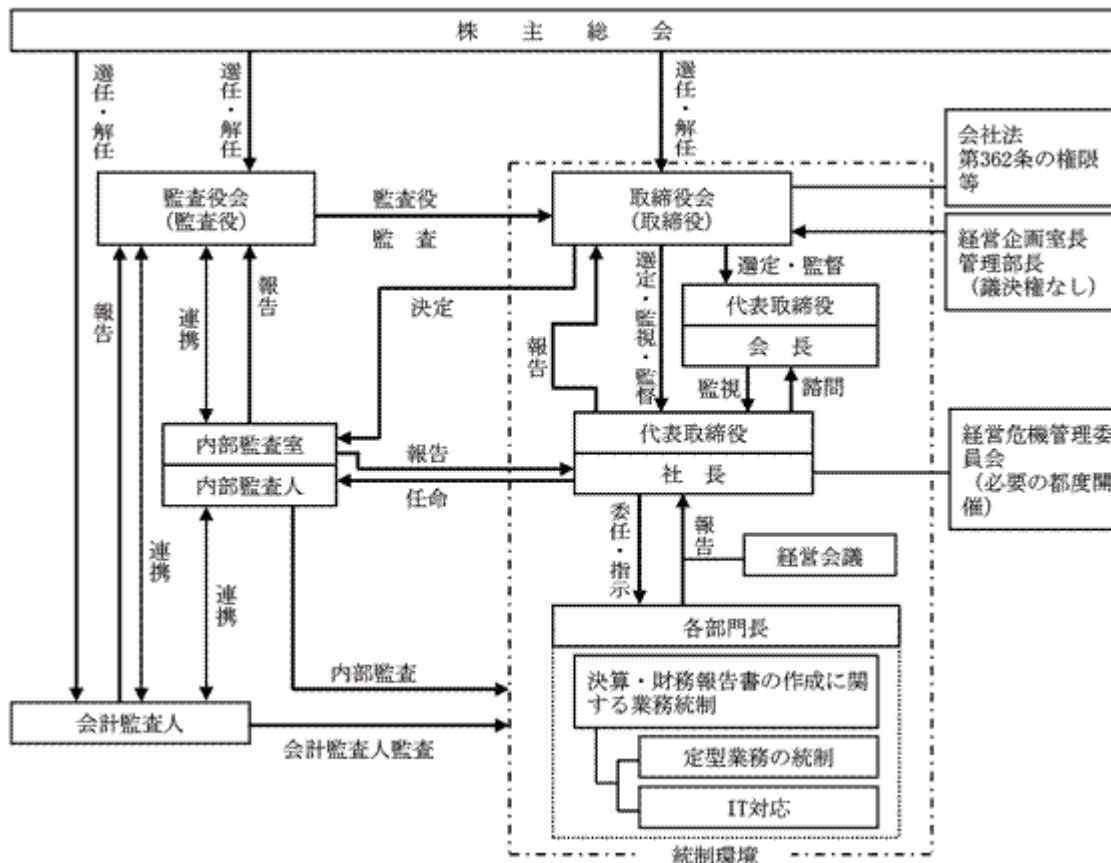 株主総会
選任・解任
選任・解任
選任・解任
会社法
第362条の権限
等
監査役会
(監査役)
監査役
監査
取締役会
(取締役)
経営企画室長
管理部長
(議決権なし)
選定・監督
決定
報告
連携
報告
選定・監視・監督
報告
代表取締役
会長
監視
諮問
代表取締役
社長
経営危機管理委
員会
(必要の都度開
催)
内部監査室
内部監査人
報告
任命
委任・指示
報告
経営会議
連携
連携
各部門長
内部監査
決算・財務報告書の作成に関
する業務統制
会計監査人
会計監査人監査
定型業務の統制
IT対応
統制環境